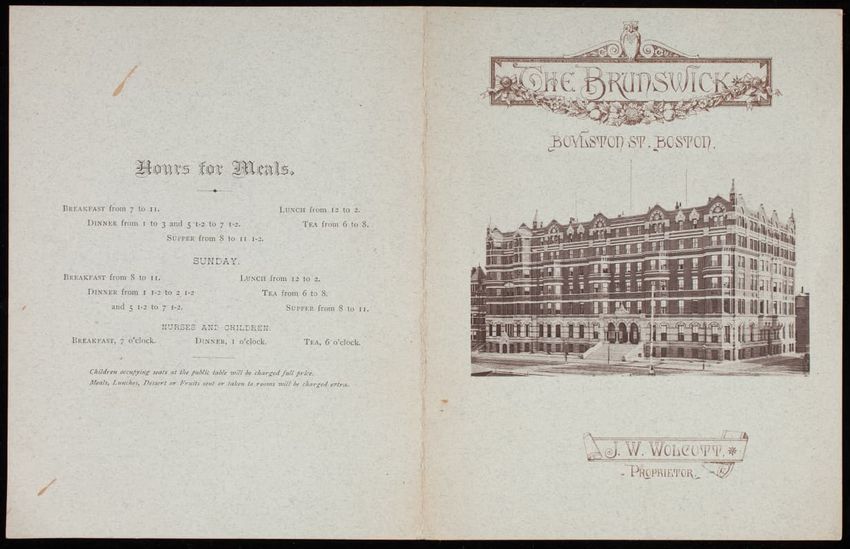 Hours for Meals.
BREAKFAST from 7 to 11. LUNCH from 12 to 2.
DINNER from 1 to 3 and 5 1-2 to 7 1-2. TEA from 6 to 8.
SUPPER from 8 to 11 1-2.
SUNDAY.
BREAKFAST from 8 to 11. LUNCH from 12 to 2.
DINNER from 1 1-2 to 2 1-2 TEA from 6 to 8.
and 5 1-2 to 7 1-2. SUPPER from 8 to 11.
NURSES AND CHILDREN.
BREAKFAST, 7 o'clock. DINNER, 1 o'clock. TEA, 6 o'clock.
Children occupying seats at the public table will be charged full price.
Meals, Lunches, Dessert or Fruits sent or taken to rooms will be charged extra.
THE BRUNSWICK
BOYLSTON ST. BOSTON.
J. W. WOLCOTT,
PROPRIETOR.